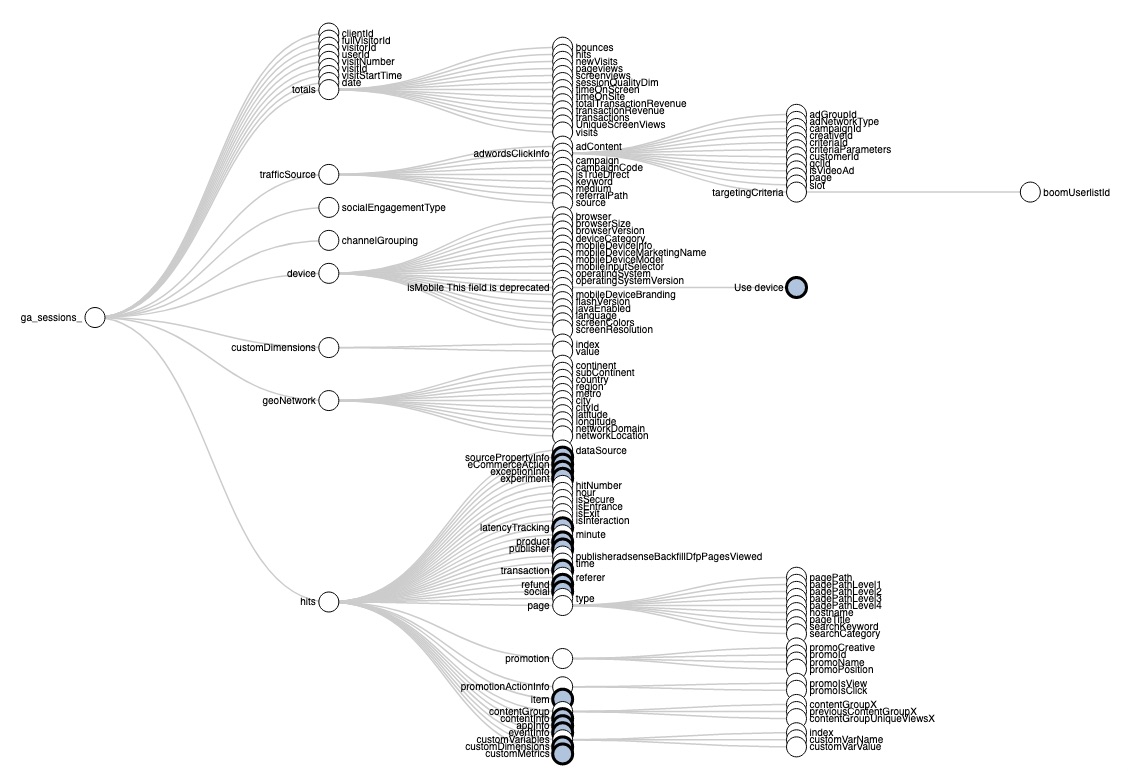 ga_sessions_
clientId
fullVisitorId
visitorId
userId
visitNumber
visitId
visitStartTime
date
totals
bounces
hits
newVisits
pageviews
screenviews
sessionQualityDim
timeOnScreen
timeOnSite
totalTransactionRevenue
transactionRevenue
transactions
UniqueScreenViews
visits
trafficSource
adContent
adwordsClickInfo
adGroupId
adNetworkType
campaignId
creativeId
criteriaId
criteriaParameters
customerId
gclId
isVideoAd
page
slot
targetingCriteria
boomUserlistId
campaign
campaignCode
isTrueDirect
keyword
medium
referralPath
source
socialEngagementType
channelGrouping
device
browser
browserSize
browserVersion
deviceCategory
mobileDeviceInfo
mobileDeviceMarketingName
mobileDeviceModel
mobileInputSelector
operatingSystem
operatingSystemVersion
isMobile This field is deprecated
Use device
mobileDeviceBranding
flashVersion
javaEnabled
language
screenColors
screenResolution
customDimensions
index
value
geoNetwork
continent
subContinent
country
region
metro
city
cityId
latitude
longitude
networkDomain
networkLocation
hits
dataSource
sourcePropertyInfo
eCommerceAction
exceptionInfo
experiment
hitNumber
hour
isSecure
isEntrance
isExit
isInteraction
latencyTracking
minute
product
publisher
publisheradsenseBackfillDfpPagesViewed
time
transaction
referer
refund
social
type
page
pagePath
pagePathLevel1
pagePathLevel2
pagePathLevel3
pagePathLevel4
hostname
pageTitle
searchKeyword
searchCategory
promotion
promoCreative
promoId
promoName
promoPosition
promotionActionInfo
promoIsView
promoIsClick
item
contentGroup
contentGroupX
previousContentGroupX
contentGroupUniqueViewsX
contentInfo
appInfo
eventInfo
customVariables
index
customVarName
customVarValue
customDimensions
customMetrics